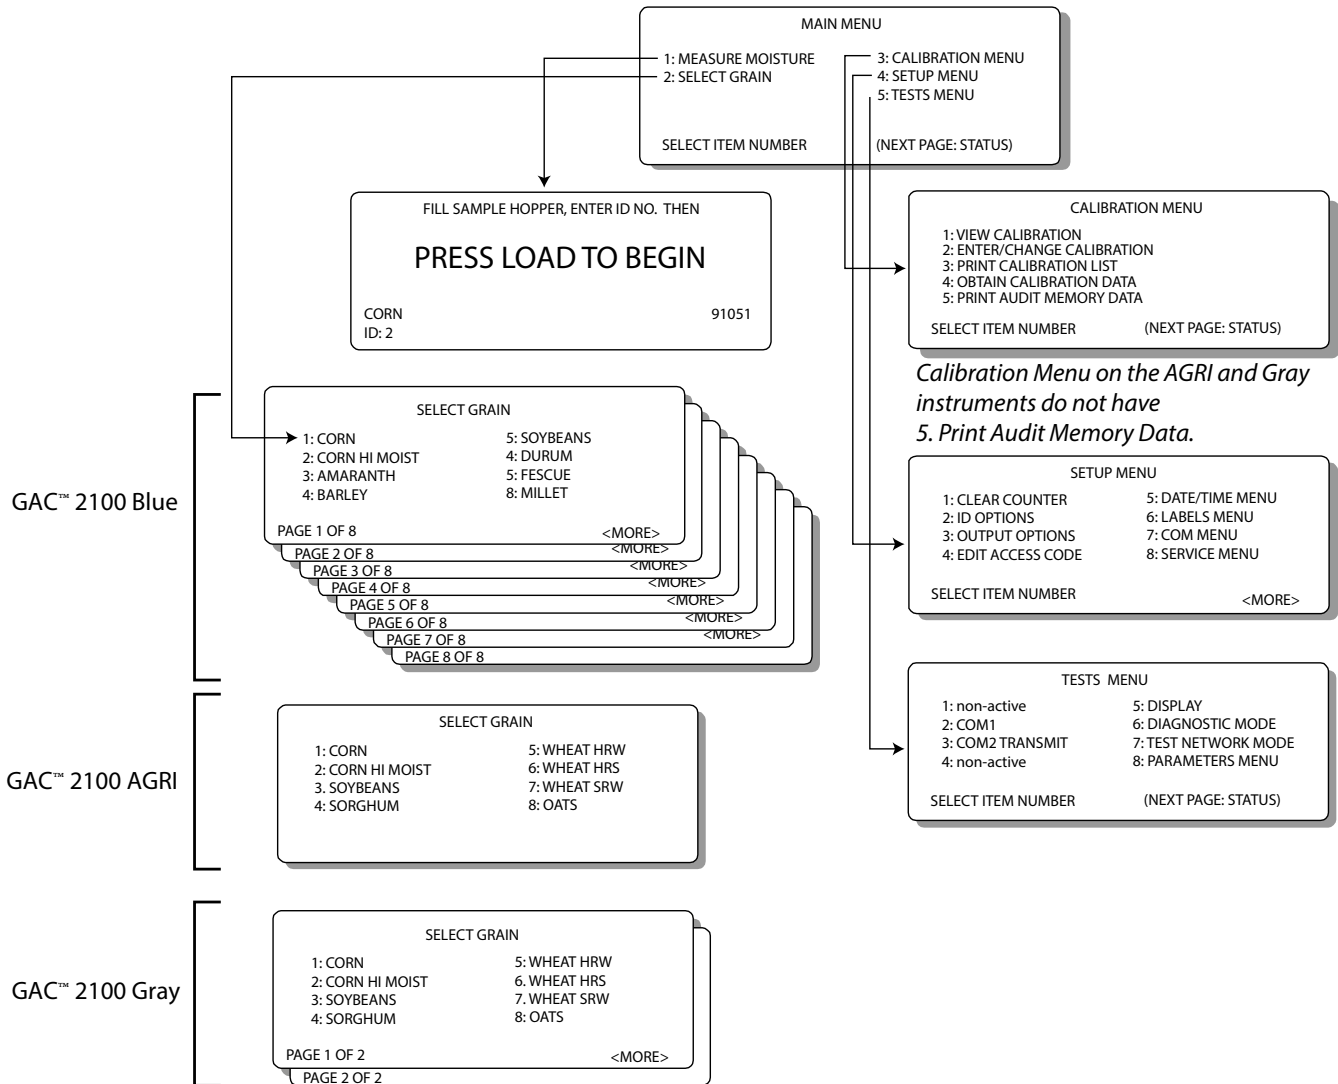 MAIN MENU
1: MEASURE MOISTURE
2: SELECT GRAIN
3: CALIBRATION MENU
4: SETUP MENU
5: TESTS MENU
SELECT ITEM NUMBER
(NEXT PAGE: STATUS)
FILL SAMPLE HOPPER, ENTER ID NO. THEN
PRESS LOAD TO BEGIN
CORN
91051
ID: 2
CALIBRATION MENU
1: VIEW CALIBRATION
2: ENTER/CHANGE CALIBRATION
3: PRINT CALIBRATION LIST
4: OBTAIN CALIBRATION DATA
5: PRINT AUDIT MEMORY DATA
SELECT ITEM NUMBER
(NEXT PAGE: STATUS)
Calibration Menu on the AGRI and Gray
instruments do not have
5. Print Audit Memory Data.
GAC™ 2100 Blue
SELECT GRAIN
1: CORN
2: CORN HI MOIST
3: AMARANTH
4: BARLEY
5: SOYBEANS
4: DURUM
5: FESCUE
8: MILLET
PAGE 1 OF 8
<MORE>
PAGE 2 OF 8
<MORE>
PAGE 3 OF 8
<MORE>
PAGE 4 OF 8
<MORE>
PAGE 5 OF 8
<MORE>
PAGE 6 OF 8
<MORE>
PAGE 7 OF 8
<MORE>
PAGE 8 OF 8
SETUP MENU
1: CLEAR COUNTER
2: ID OPTIONS
3: OUTPUT OPTIONS
4: EDIT ACCESS CODE
5: DATE/TIME MENU
6: LABELS MENU
7: COM MENU
8: SERVICE MENU
SELECT ITEM NUMBER
<MORE>
TESTS MENU
1: non-active
2: COM1
3: COM2 TRANSMIT
4: non-active
5: DISPLAY
6: DIAGNOSTIC MODE
7: TEST NETWORK MODE
8: PARAMETERS MENU
SELECT ITEM NUMBER
(NEXT PAGE: STATUS)
GAC™ 2100 AGRI
SELECT GRAIN
1: CORN
2: CORN HI MOIST
3. SOYBEANS
4: SORGHUM
5: WHEAT HRW
6: WHEAT HRS
7: WHEAT SRW
8: OATS
GAC™ 2100 Gray
SELECT GRAIN
1: CORN
2: CORN HI MOIST
3: SOYBEANS
4: SORGHUM
5: WHEAT HRW
6. WHEAT HRS
7. WHEAT SRW
8: OATS
PAGE 1 OF 2
<MORE>
PAGE 2 OF 2